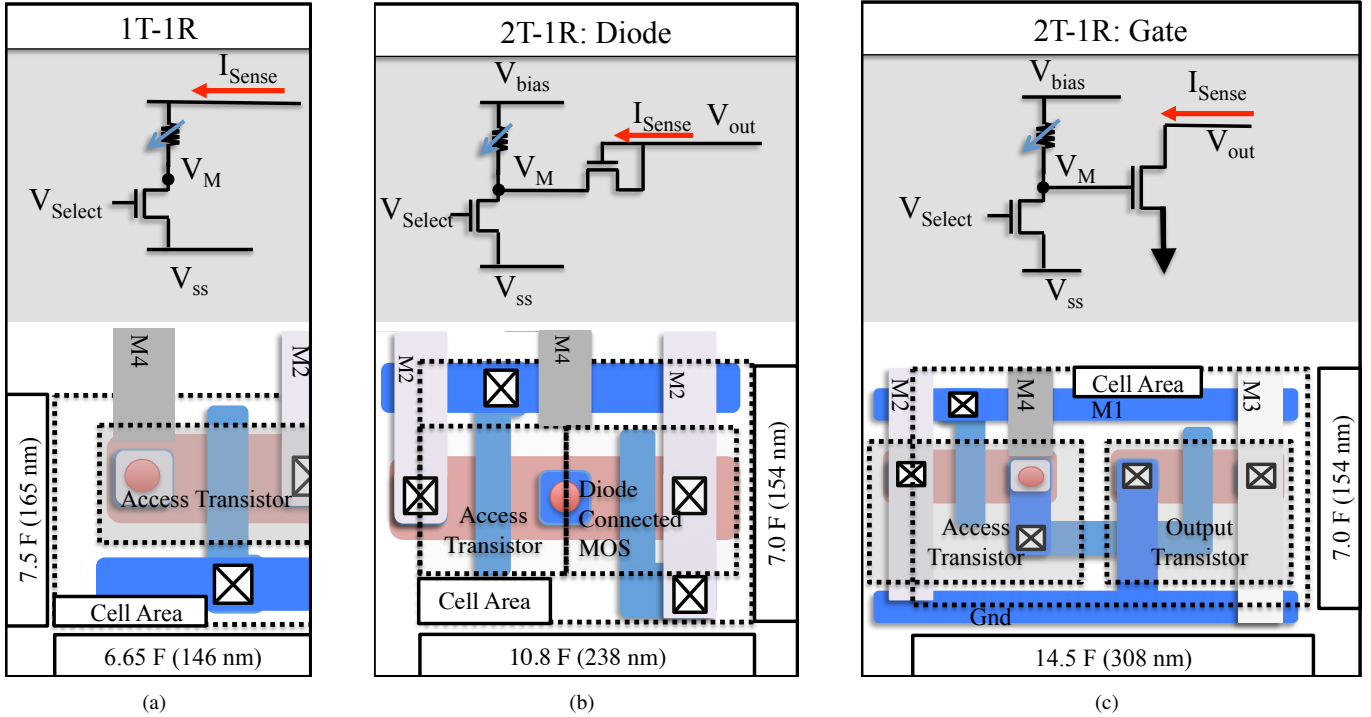 1T-1R
I_Sense
V_M
V_Select
V_ss
M4
M2
Access Transistor
Cell Area
7.5 F (165 nm)
6.65 F (146 nm)
(a)
2T-1R: Diode
V_bias
I_Sense
V_out
V_M
V_Select
V_ss
M2
M4
M2
Access
Transistor
Diode
Connected
MOS
Cell Area
7.0 F (154 nm)
10.8 F (238 nm)
(b)
2T-1R: Gate
V_bias
I_Sense
V_out
V_M
V_Select
V_ss
M2
M4
Cell Area
M1
M3
Access
Transistor
Output
Transistor
Gnd
7.0 F (154 nm)
14.5 F (308 nm)
(c)